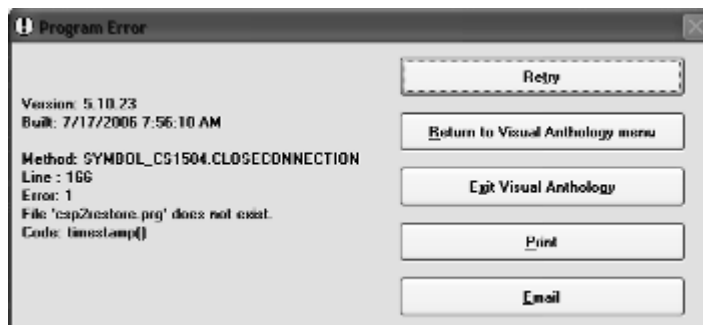 Program Error
Version: 5.10.23
Built: 7/17/2006 7:56:10 AM
Method: SYMBOL_CS1504.CLOSECONNECTION
Line : 166
Error: 1
File 'csp2restore.prg' does not exist.
Code: timestamp()
Retry
Return to Visual Anthology menu
Exit Visual Anthology
Print
Email